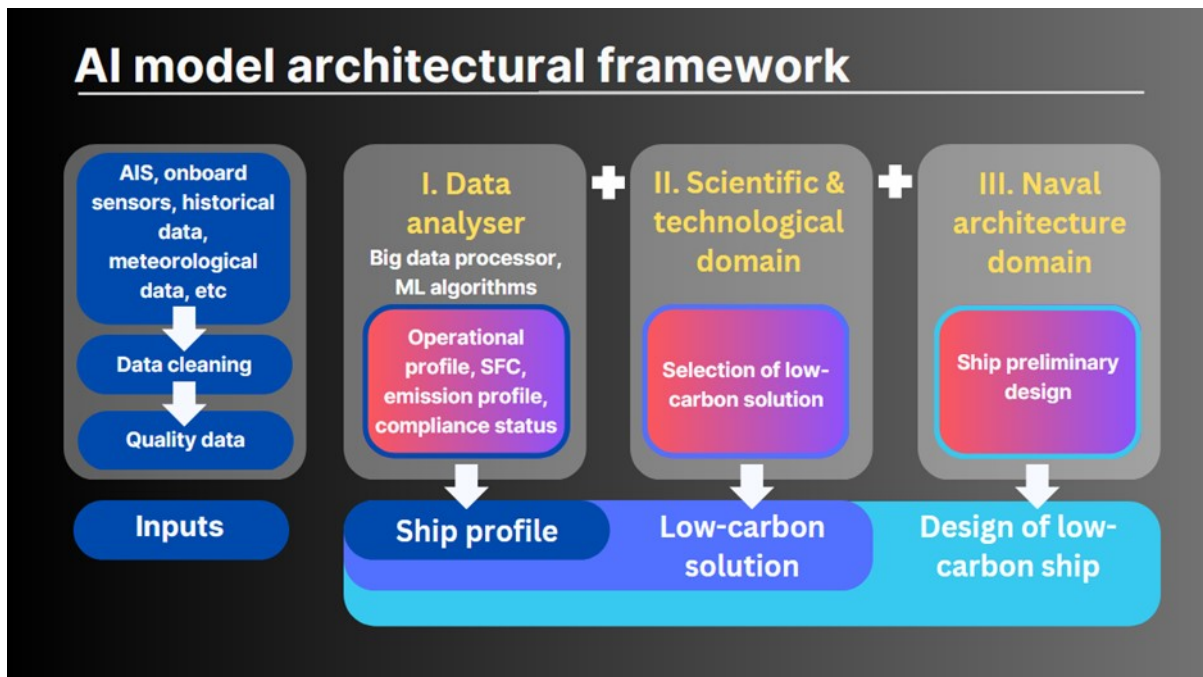 AI model architectural framework
AIS, onboard
sensors, historical
data,
meteorological
data, etc
Data cleaning
Quality data
Inputs
I. Data
analyser
Big data processor,
ML algorithms
Operational
profile, SFC,
emission profile,
compliance status
Ship profile
II. Scientific &
technological
domain
Selection of low-
carbon solution
Low-carbon
solution
III. Naval
architecture
domain
Ship preliminary
design
Design of low-
carbon ship